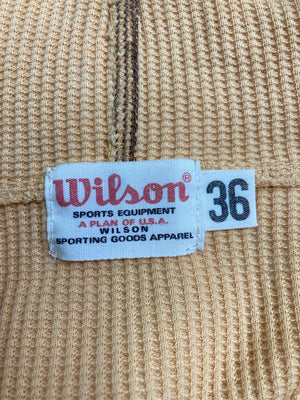 Wilson®
SPORTS EQUIPMENT
A PLAN OF U.S.A.
WILSON
SPORTING GOODS APPAREL
36